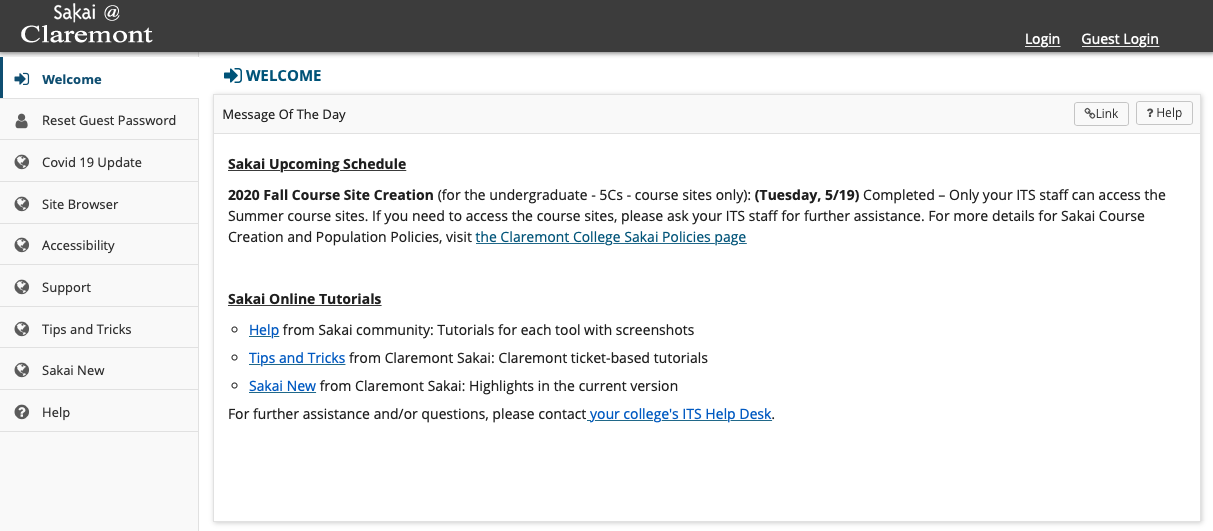 Sakai @
Claremont
Login Guest Login
Welcome
Reset Guest Password
Covid 19 Update
Site Browser
Accessibility
Support
Tips and Tricks
Sakai New
Help
WELCOME
Message Of The Day
Link
? Help
Sakai Upcoming Schedule
2020 Fall Course Site Creation (for the undergraduate - 5Cs - course sites only): (Tuesday, 5/19) Completed – Only your ITS staff can access the
Summer course sites. If you need to access the course sites, please ask your ITS staff for further assistance. For more details for Sakai Course
Creation and Population Policies, visit the Claremont College Sakai Policies page
Sakai Online Tutorials
Help from Sakai community: Tutorials for each tool with screenshots
Tips and Tricks from Claremont Sakai: Claremont ticket-based tutorials
Sakai New from Claremont Sakai: Highlights in the current version
For further assistance and/or questions, please contact your college's ITS Help Desk.